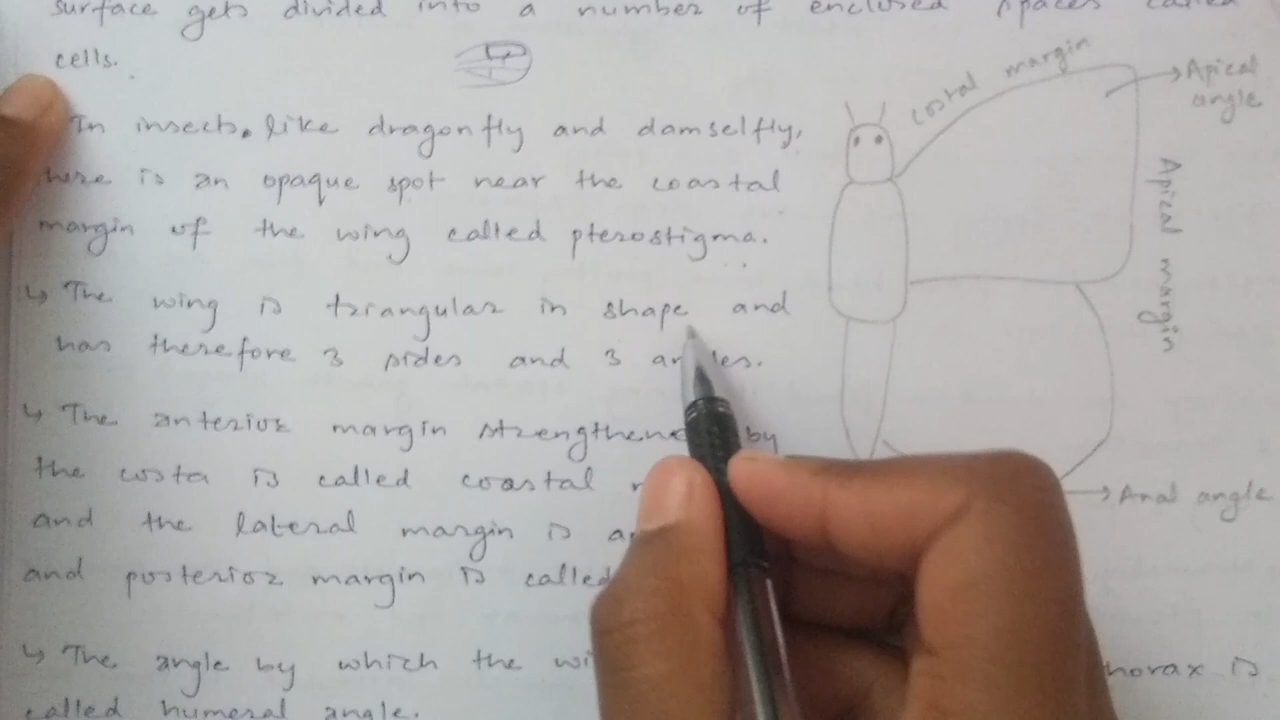 surface gets divided into a number of enclosed spaces called
cells.
In insects, like dragonfly and damselfly,
there is an opaque spot near the coastal
margin of the wing called pterostigma.
↳ The wing is triangular in shape and
has therefore 3 sides and 3 angles.
↳ The anterior margin strengthened by
the costa is called coastal
and the lateral margin is
and posterior margin is called
↳ The angle by which the thorax is
called humeral angle.
costal margin
Apical
angle
Apical margin
Anal angle